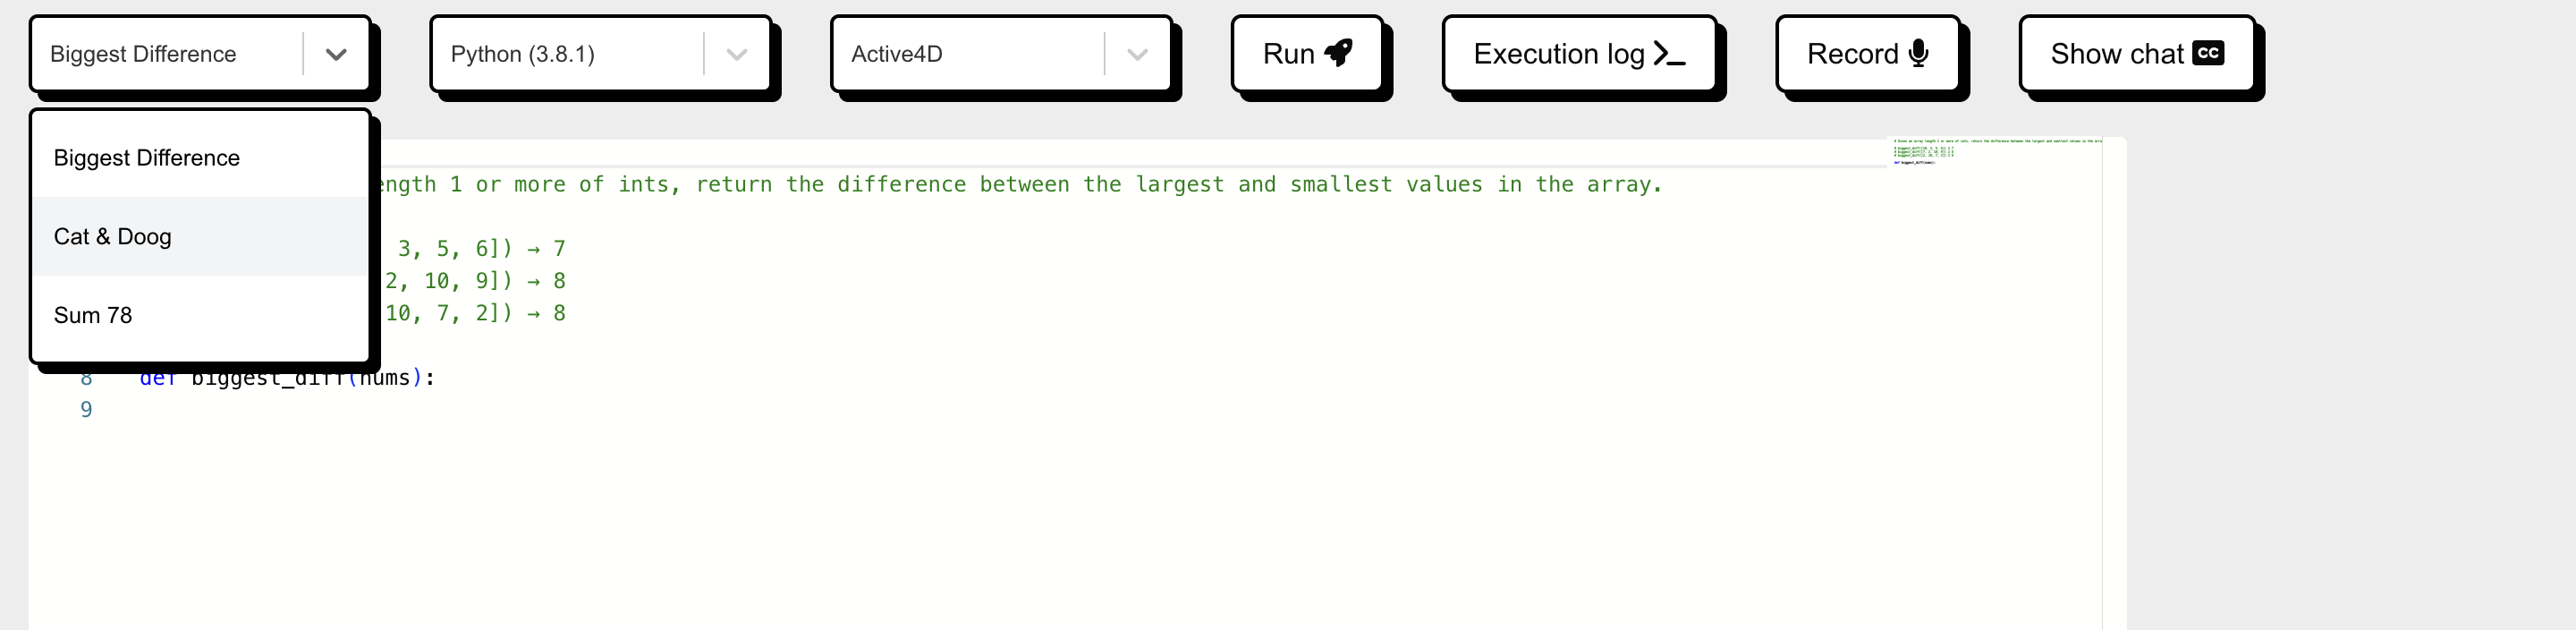 Biggest Difference
Python (3.8.1)
Active4D
Run
Execution log
Record
Show chat CC
Biggest Difference
Cat & Doog
Sum 78
ngth 1 or more of ints, return the difference between the largest and smallest values in the array.
3, 5, 6]) → 7
2, 10, 9]) → 8
10, 7, 2]) → 8
8 def biggest_diff(nums):
9